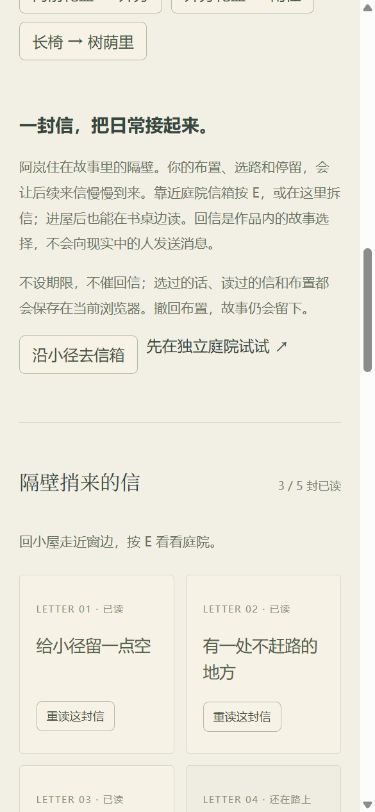 长椅 → 树荫里
一封信，把日常接起来。
阿岚住在故事里的隔壁。你的布置、选路和停留，会
让后续来信慢慢到来。靠近庭院信箱按 E，或在这里拆
信；进屋后也能在书桌边读。回信是作品内的故事选
择，不会向现实中的人发送消息。
不设期限，不催回信；选过的话、读过的信和布置都
会保存在当前浏览器。撤回布置，故事仍会留下。
沿小径去信箱
先在独立庭院试试 ↗
隔壁捎来的信
3 / 5 封已读
回小屋走近窗边，按 E 看看庭院。
LETTER 01 · 已读
给小径留一点空
重读这封信
LETTER 02 · 已读
有一处不赶路的
地方
重读这封信
LETTER 03 · 已读
LETTER 04 · 还在路上